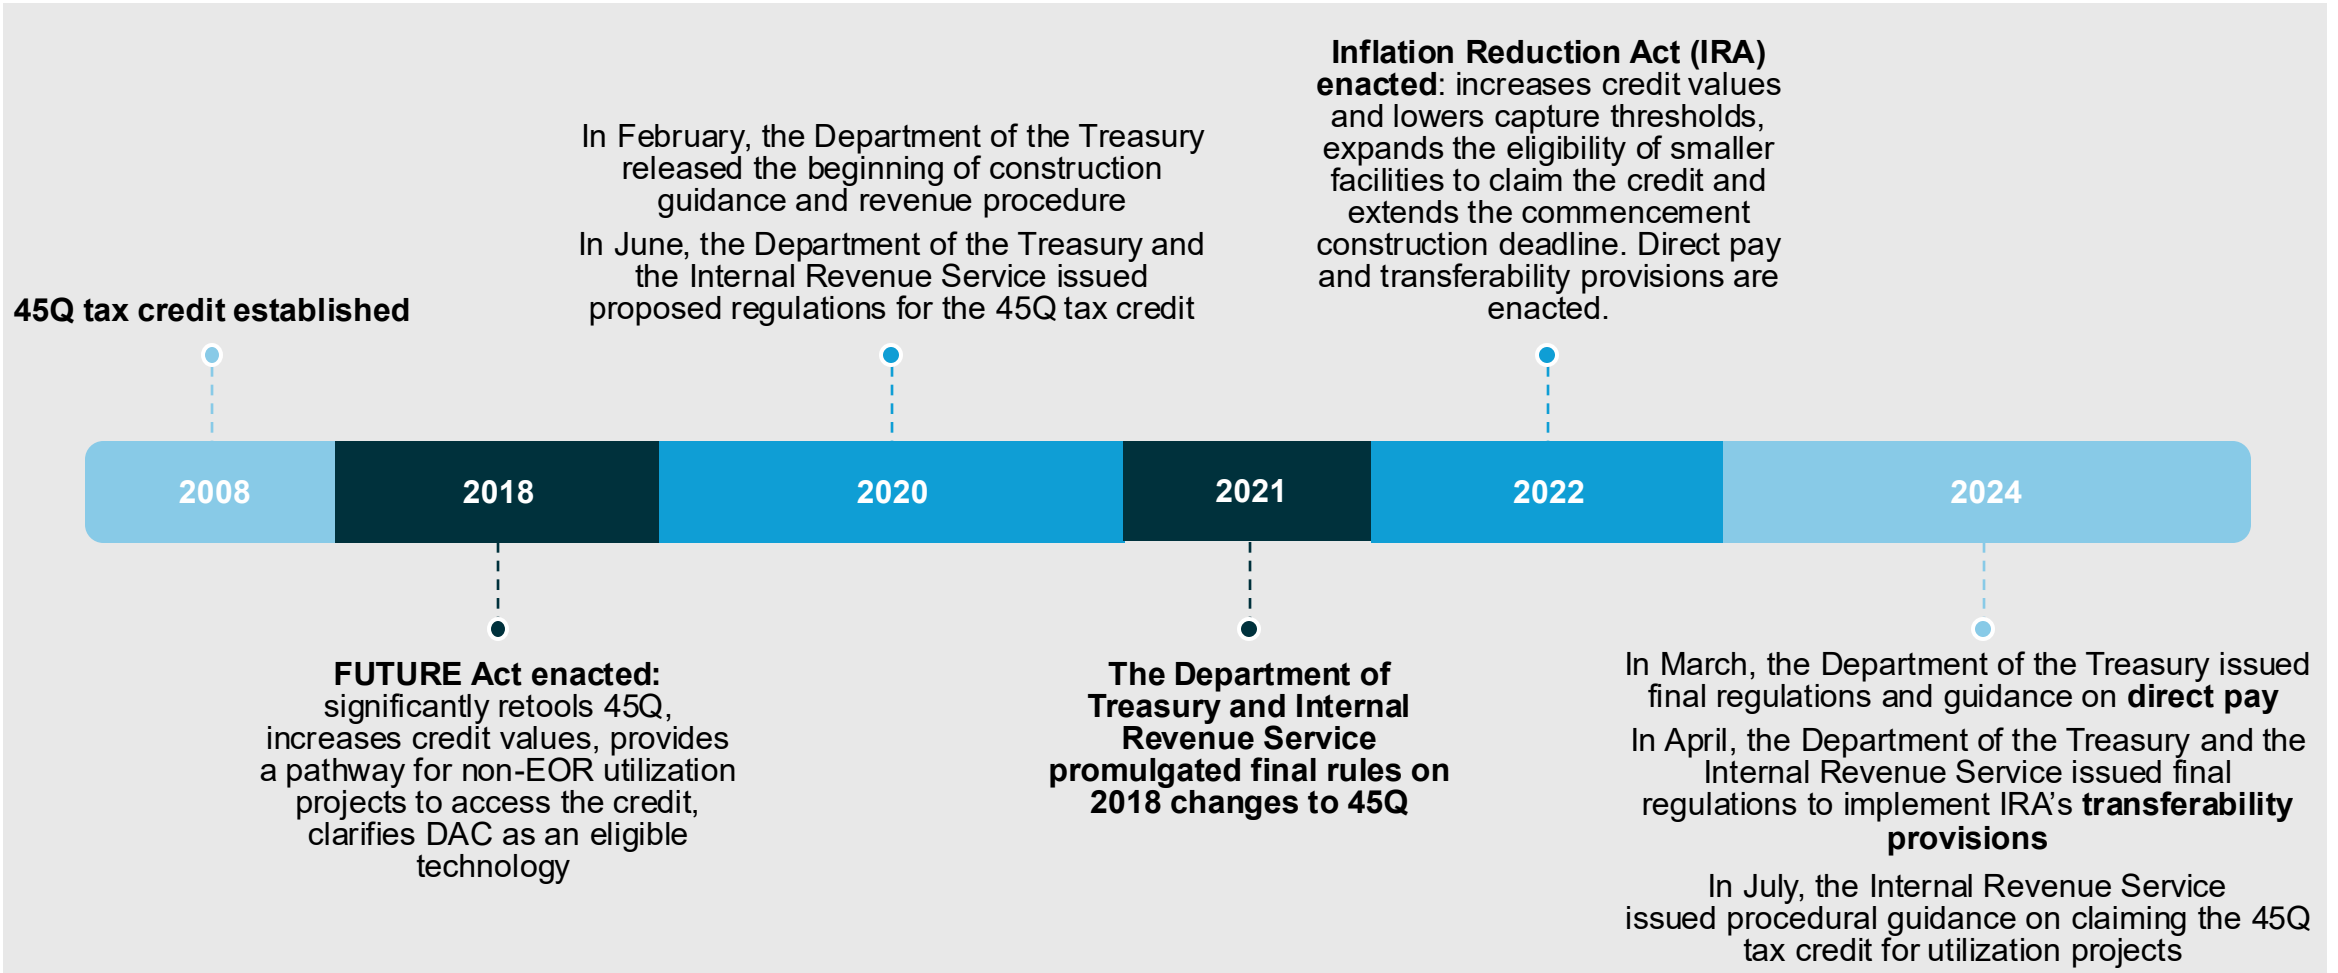 45Q tax credit established
In February, the Department of the Treasury
released the beginning of construction
guidance and revenue procedure
In June, the Department of the Treasury and
the Internal Revenue Service issued
proposed regulations for the 45Q tax credit
Inflation Reduction Act (IRA)
enacted: increases credit values
and lowers capture thresholds,
expands the eligibility of smaller
facilities to claim the credit and
extends the commencement
construction deadline. Direct pay
and transferability provisions are
enacted.
2008
2018
2020
2021
2022
2024
FUTURE Act enacted:
significantly retools 45Q,
increases credit values, provides
a pathway for non-EOR utilization
projects to access the credit,
clarifies DAC as an eligible
technology
The Department of
Treasury and Internal
Revenue Service
promulgated final rules on
2018 changes to 45Q
In March, the Department of the Treasury issued
final regulations and guidance on direct pay
In April, the Department of the Treasury and the
Internal Revenue Service issued final
regulations to implement IRA’s transferability
provisions
In July, the Internal Revenue Service
issued procedural guidance on claiming the 45Q
tax credit for utilization projects